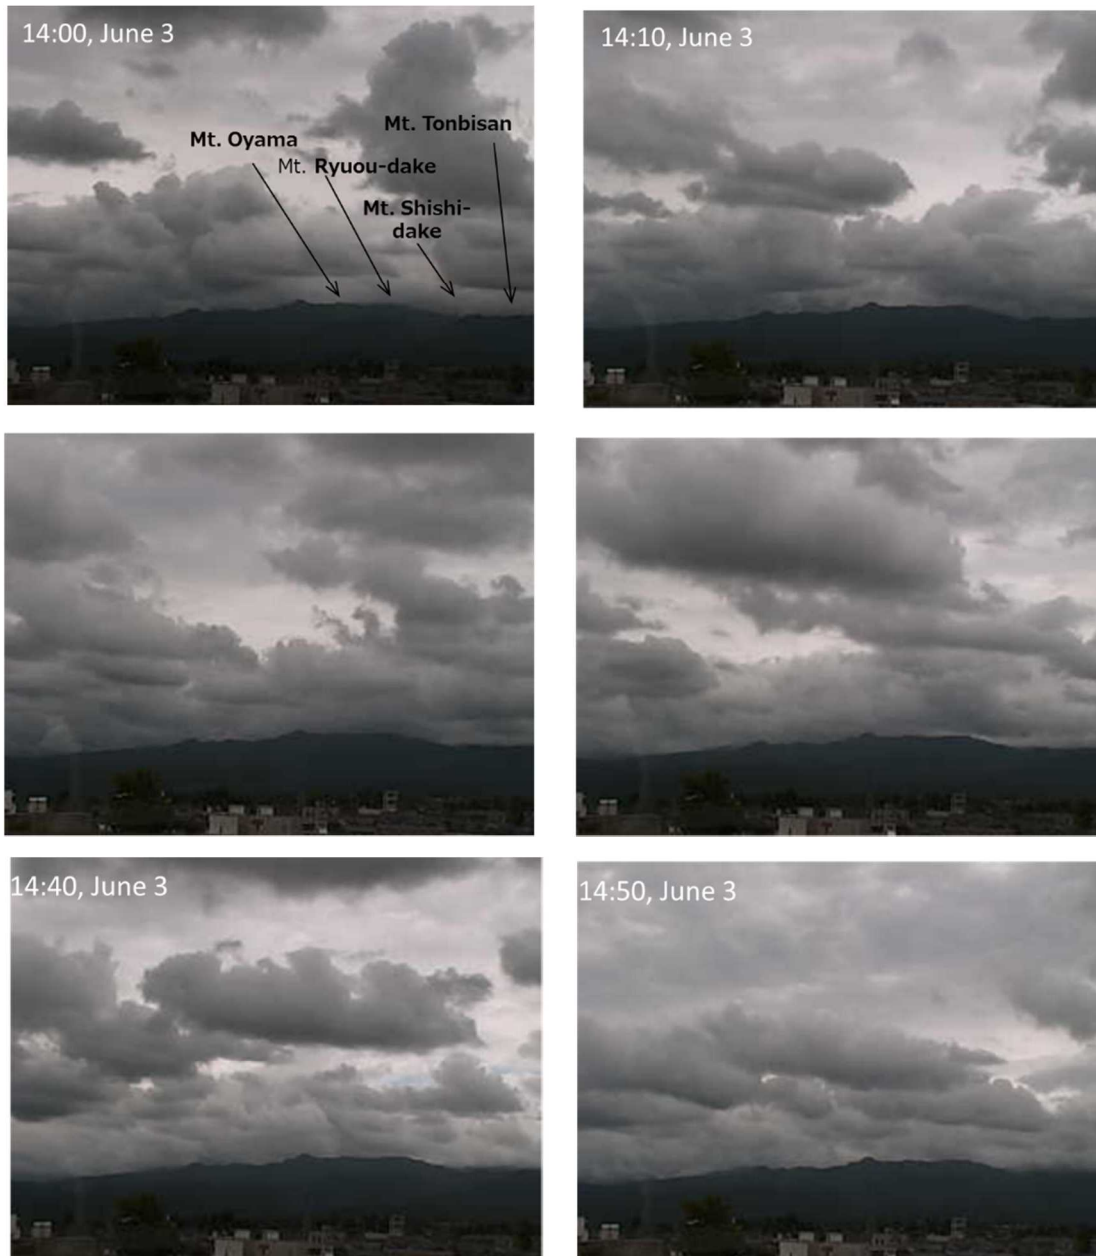 14:00, June 3
14:10, June 3
Mt. Tonbisan
Mt. Oyama
Mt. Ryuou-dake
Mt. Shishi-
dake
14:40, June 3
14:50, June 3